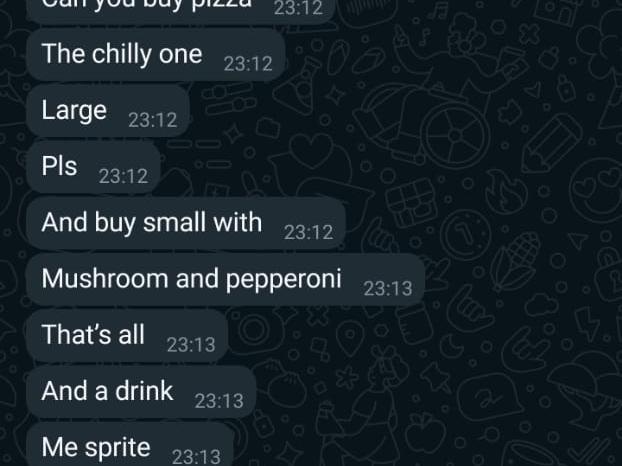 Can you buy pizza 23:12
The chilly one 23:12
Large 23:12
Pls 23:12
And buy small with 23:12
Mushroom and pepperoni 23:13
That’s all 23:13
And a drink 23:13
Me sprite 23:13